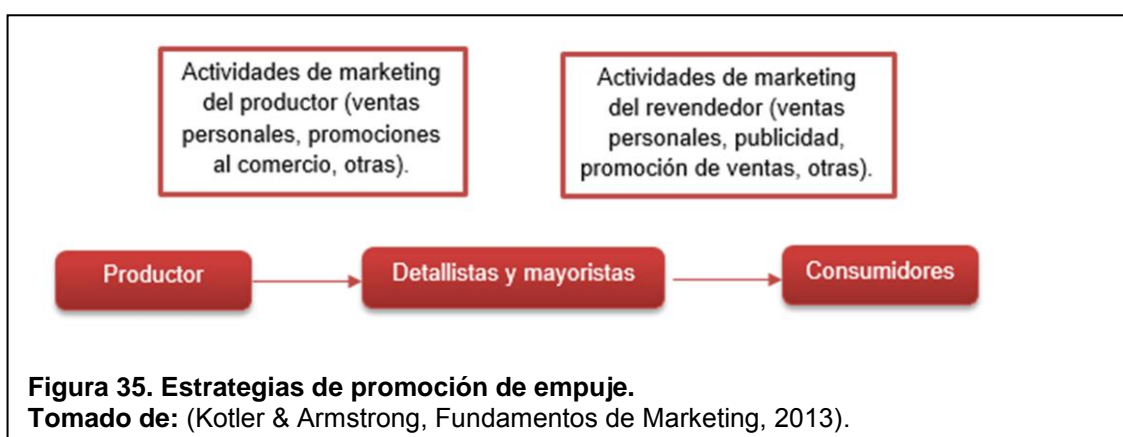 Actividades de marketing
del productor (ventas
personales, promociones
al comercio, otras).
Actividades de marketing
del revendedor (ventas
personales, publicidad,
promoción de ventas, otras).
Productor
Detallistas y mayoristas
Consumidores
Figura 35. Estrategias de promoción de empuje.
Tomado de: (Kotler & Armstrong, Fundamentos de Marketing, 2013).